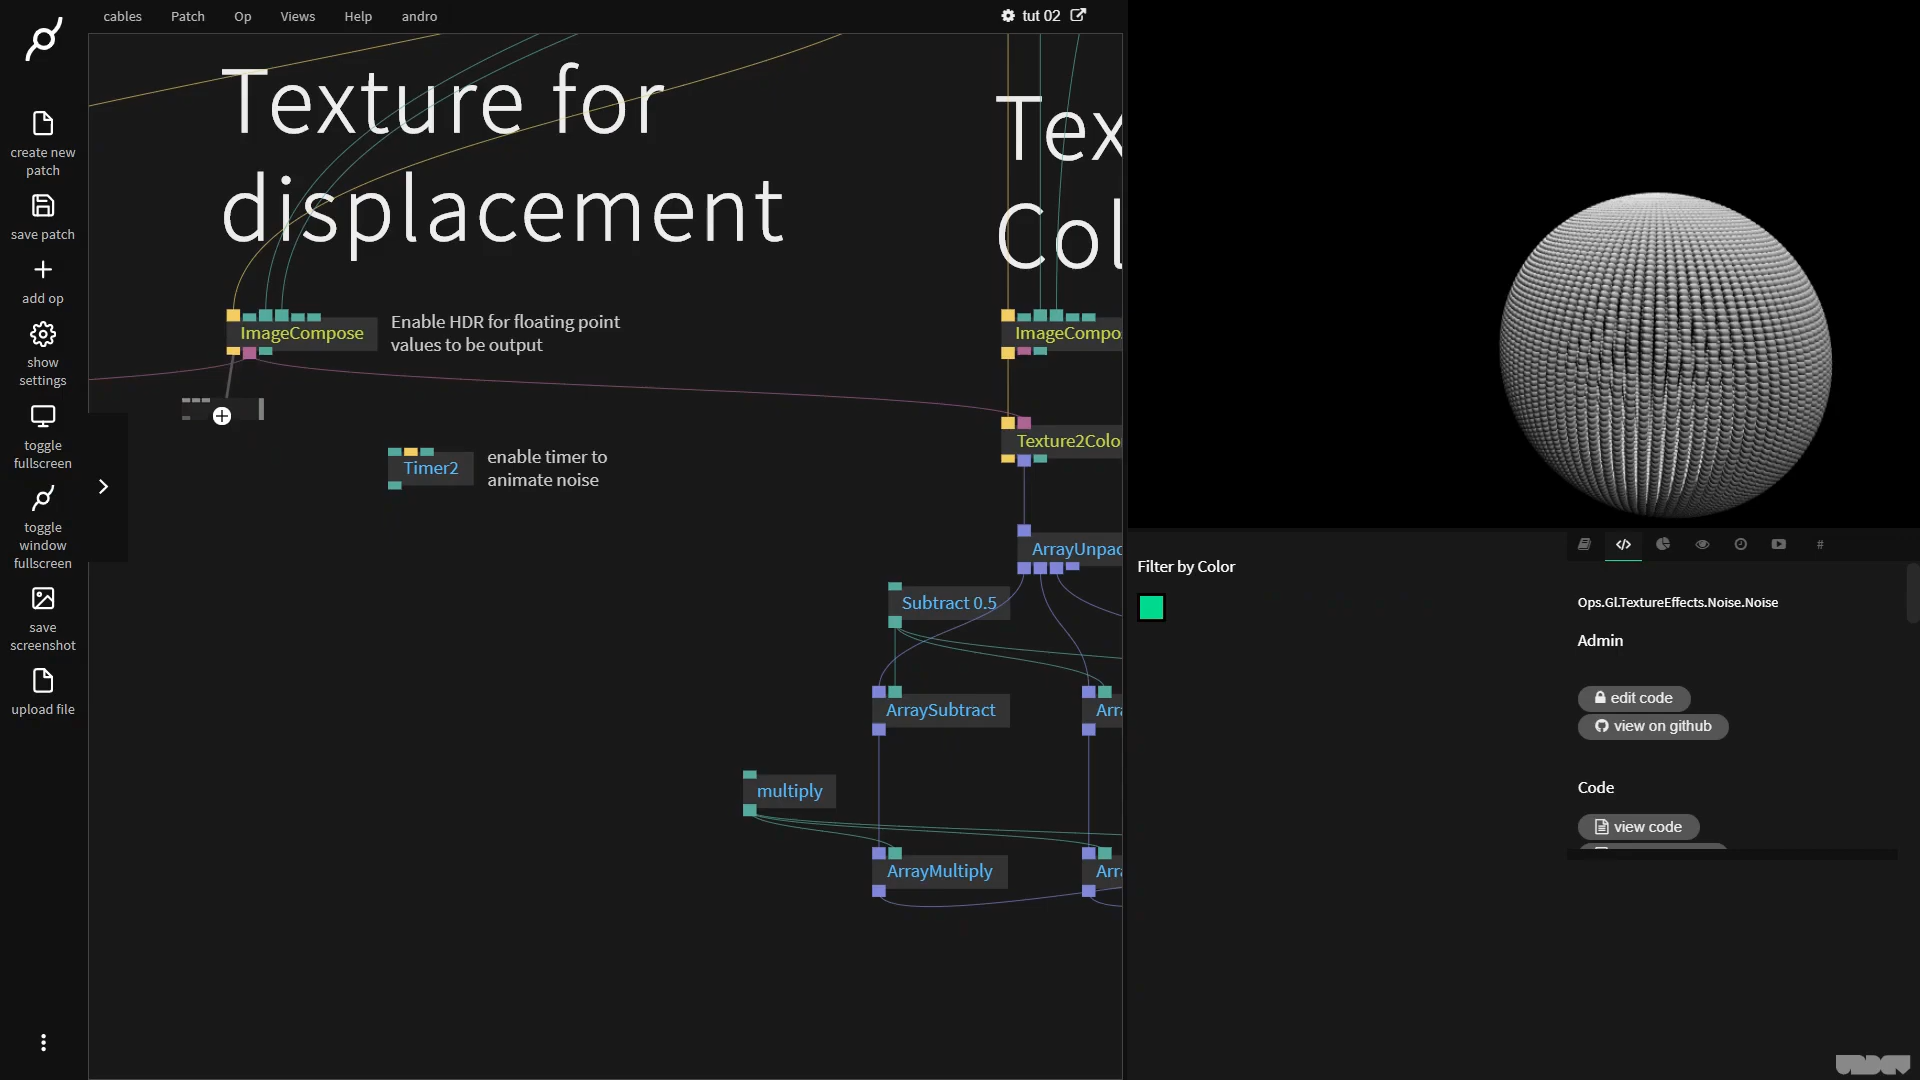 cables
Patch
Op
Views
Help
andro
tut 02
create new
patch
save patch
add op
show
settings
toggle
fullscreen
toggle
window
fullscreen
save
screenshot
upload file
Texture for
displacement
Tex
Col
ImageCompose
Enable HDR for floating point
values to be output
ImageCompo
Texture2Colo
Timer2
enable timer to
animate noise
ArrayUnpac
Subtract 0.5
ArraySubtract
Arra
multiply
ArrayMultiply
Arra
Filter by Color
#
Ops.Gl.TextureEffects.Noise.Noise
Admin
edit code
view on github
Code
view code